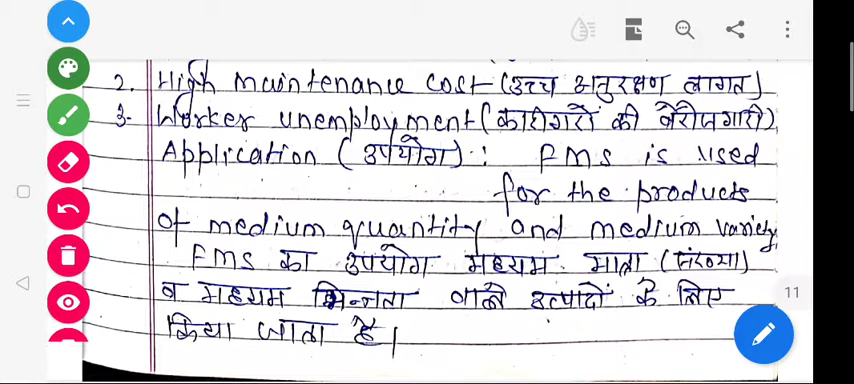 2. High maintenance cost (उच्च अनुरक्षण लागत)
3. Worker unemployment (कारीगरों की बेरोजगारी)
Application (उपयोग) : FMS is used
for the products
of medium quantity and medium variety
FMS का उपयोग मध्यम मात्रा (संख्या)
व मध्यम भिन्नता वाले उत्पादों के लिए
किया जाता है।
11